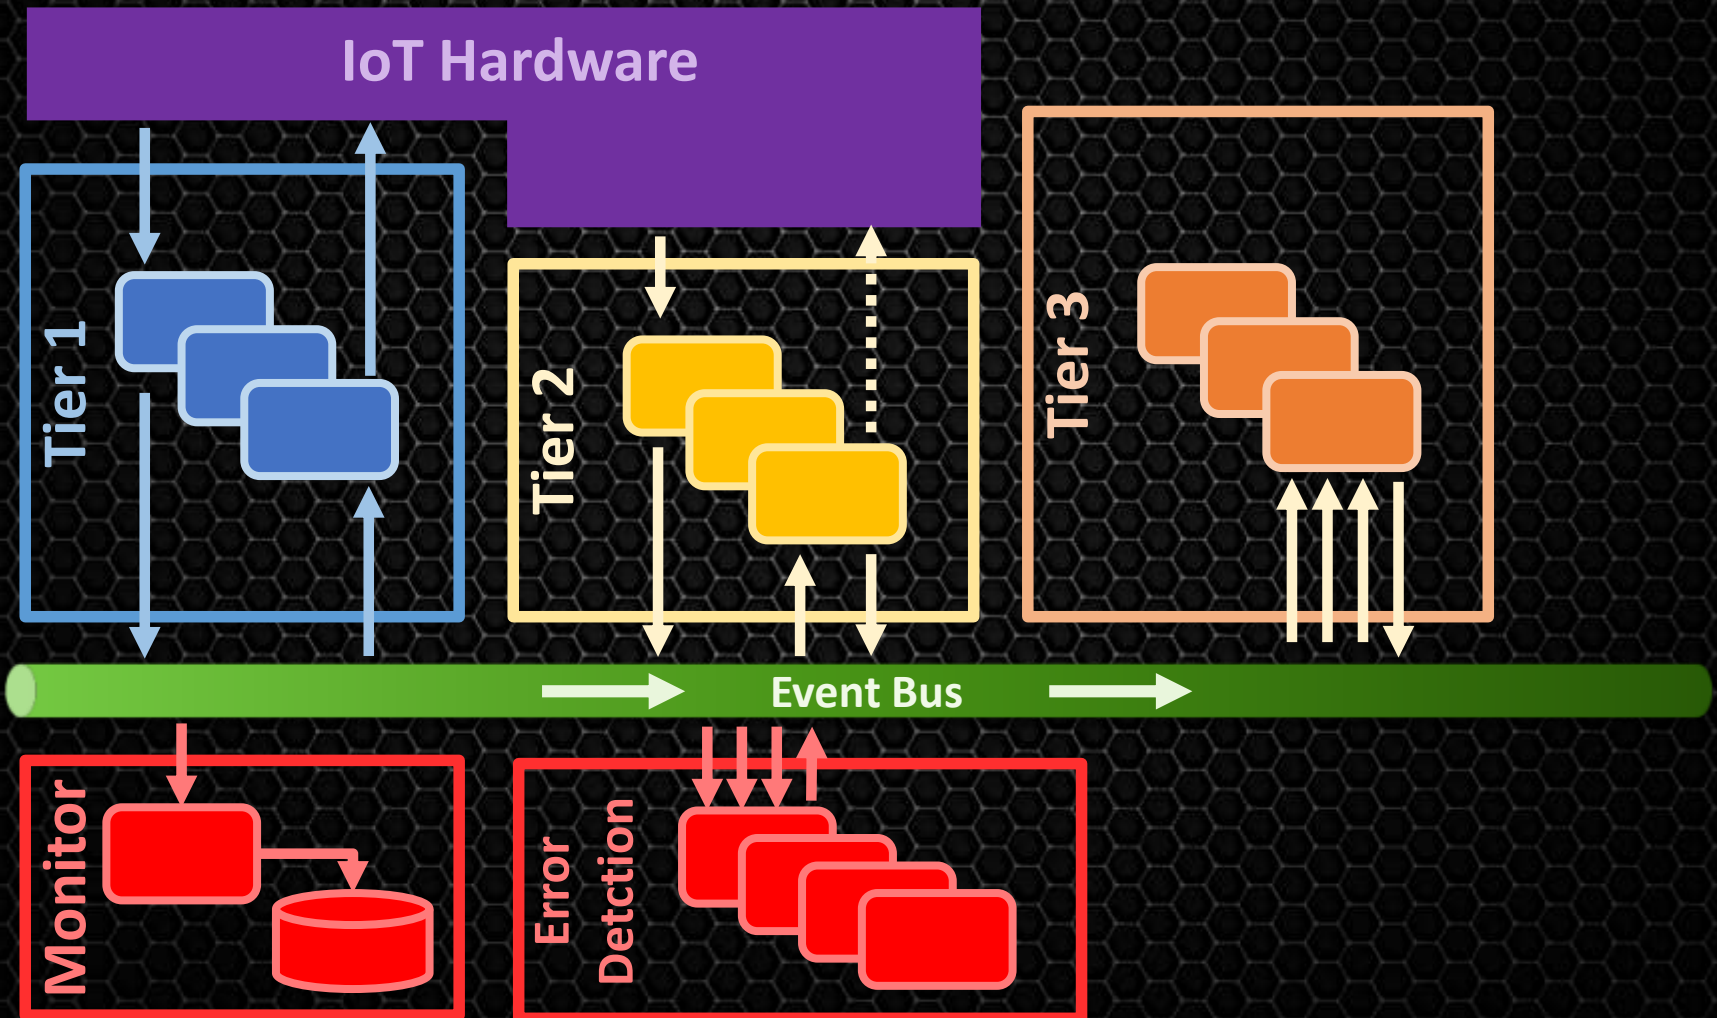 IoT Hardware
Tier 1
Tier 2
Tier 3
Event Bus
Monitor
Error
Detction